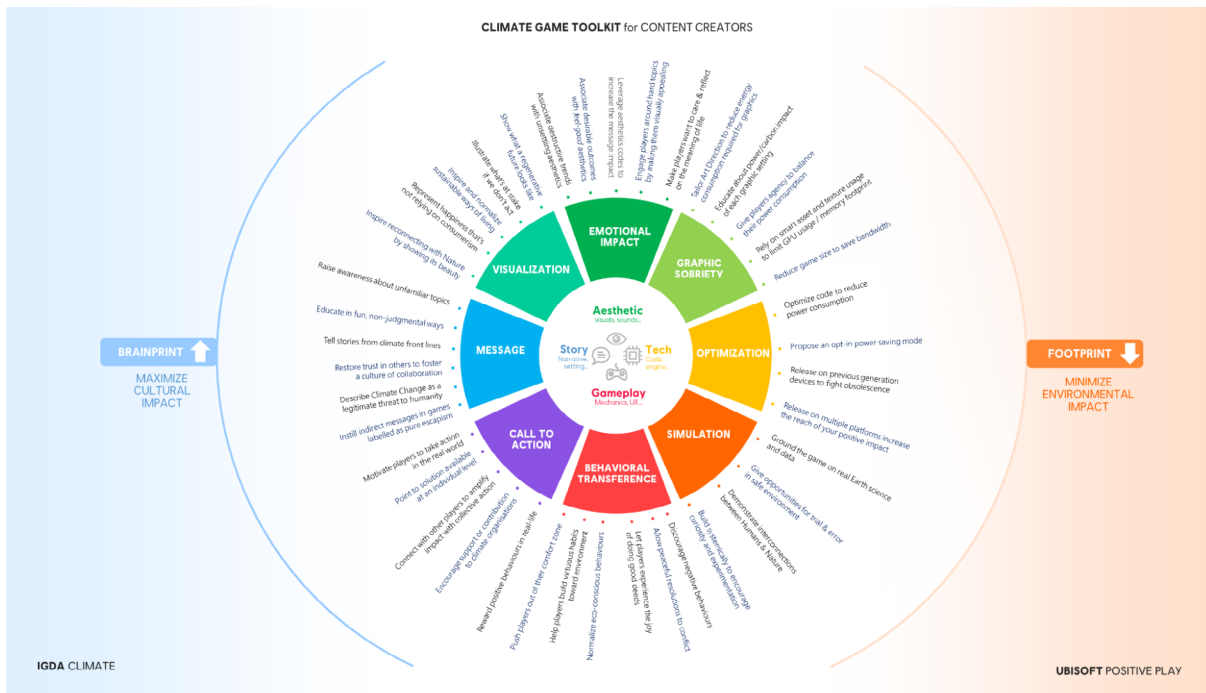 CLIMATE GAME TOOLKIT for CONTENT CREATORS
BRAINPRINT
MAXIMIZE
CULTURAL
IMPACT
FOOTPRINT
MINIMIZE
ENVIRONMENTAL
IMPACT
Aesthetic
visuals, sounds...
Story
Narrative,
setting...
Tech
Code,
engine...
Gameplay
Mechanics, UX...
EMOTIONAL
IMPACT
Associate destructive trends
with unsettling aesthetics
Associate desirable outcomes
with feel-good aesthetics
Leverage aesthetics codes to
increase the message impact
Engage players around hard topics
by making them visually appealing
Make players want to care & reflect
on the meaning of life
GRAPHIC
SOBRIETY
Tailor Art Direction to reduce energy
consumption required for graphics
Educate about power/carbon impact
of each graphic setting
Give players agency to balance
their power consumption
Rely on smart asset and texture usage
to limit GPU usage / memory footprint
Reduce game size to save bandwidth,
OPTIMIZATION
Optimize code to reduce
power consumption
Propose an opt-in power saving mode
Release on previous generation
devices to fight obsolescence
Release on multiple platforms increase
the reach of your positive impact
SIMULATION
Ground the game on real Earth science
and data
Give opportunities for trial & error
in safe environment
Demonstrate interconnections
between Humans & Nature
Build systemically to encourage
curiosity and experimentation
BEHAVIORAL
TRANSFERENCE
Discourage negative behaviours
Allow peaceful resolutions to conflict
Let players experience the joy
of doing good deeds
Normalize eco-conscious behaviours
Help players build virtuous habits
toward environment
Push players out of their comfort zone
Reward positive behaviours in real-life
CALL TO
ACTION
Encourage support or contribution
to climate organisations
Connect with other players to amplify
impact with collective action
Point to solution available
at an individual level
Motivate players to take action
in the real world
MESSAGE
Instill indirect messages in games
labelled as pure escapism
Describe Climate Change as a
legitimate threat to humanity
Restore trust in others to foster
a culture of collaboration
Tell stories from climate front lines
Educate in fun, non-judgmental ways
Raise awareness about unfamiliar topics
VISUALIZATION
Inspire reconnecting with Nature
by showing its beauty
Represent happiness that's
not relying on consumerism
Inspire and normalize
sustainable ways of living
Illustrate what's at stake
if we don't act
Show what a regenerative
future looks like
IGDA CLIMATE
UBISOFT POSITIVE PLAY